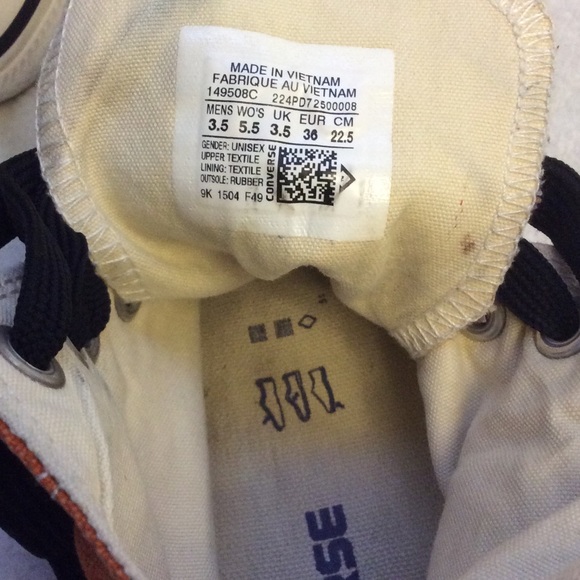 MADE IN VIETNAM
FABRIQUE AU VIETNAM
149508C 224PD72500008
MENS WO'S UK EUR CM
3.5 5.5 3.5 36 22.5
GENDER: UNISEX
UPPER TEXTILE
LINING: TEXTILE
OUTSOLE: RUBBER
CONVERSE
9K 1504 F49
RSE